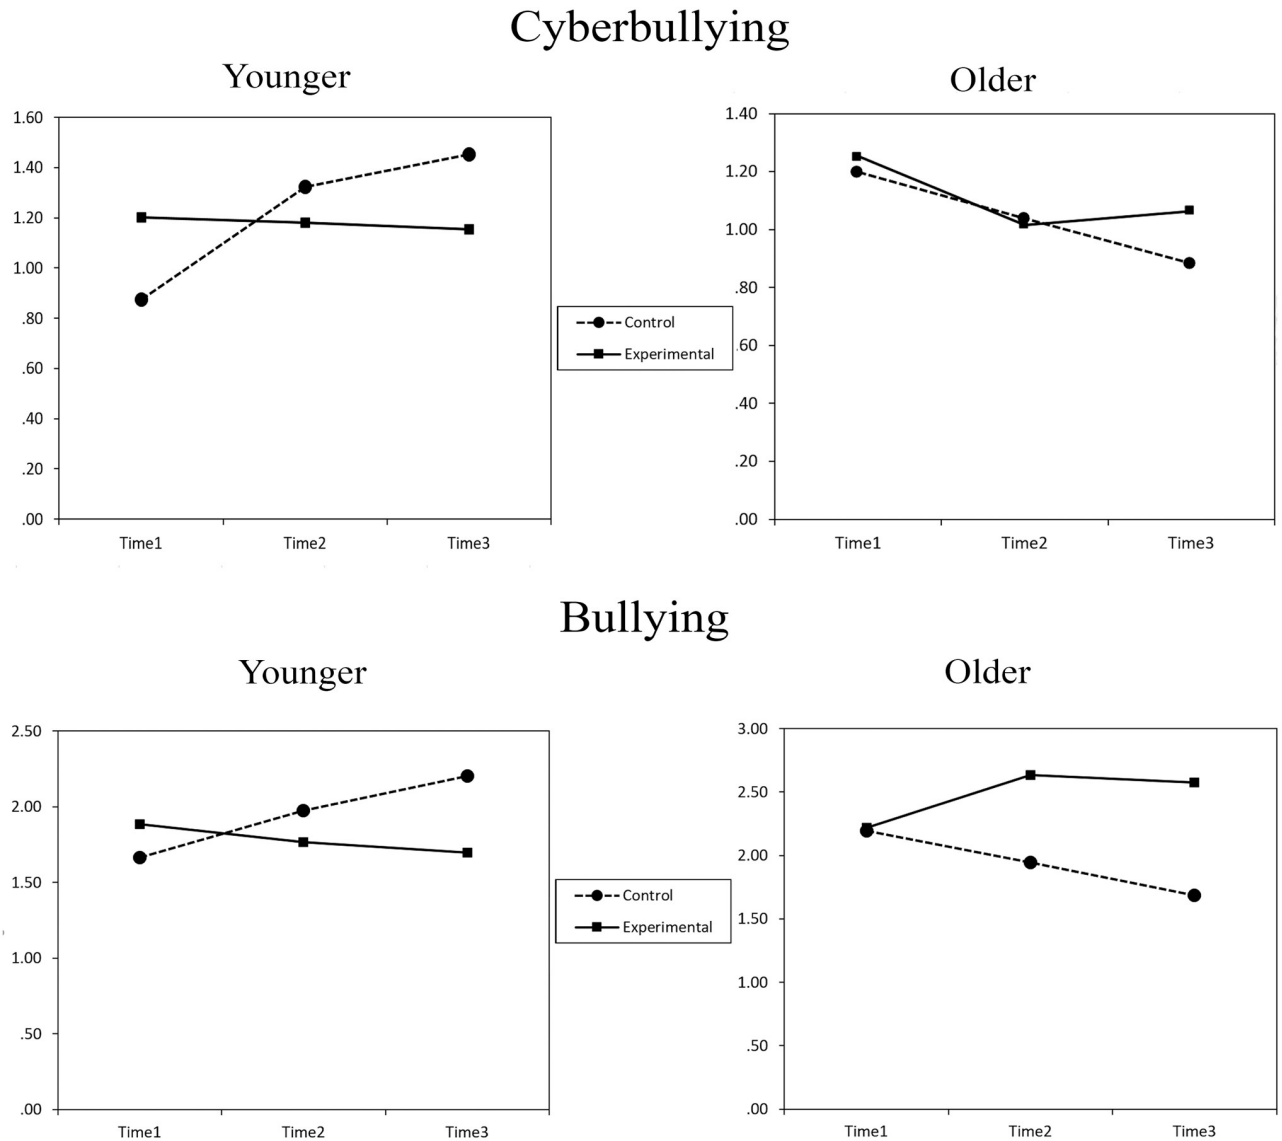 Cyberbullying
Younger
Older
1.60
1.40
1.20
1.00
.80
.60
.40
.20
.00
Time1
Time2
Time3
Control
Experimental
1.40
1.20
1.00
.80
.60
.40
.20
.00
Time1
Time2
Time3
Bullying
Younger
Older
2.50
2.00
1.50
1.00
.50
.00
Time1
Time2
Time3
Control
Experimental
3.00
2.50
2.00
1.50
1.00
.50
.00
Time1
Time2
Time3